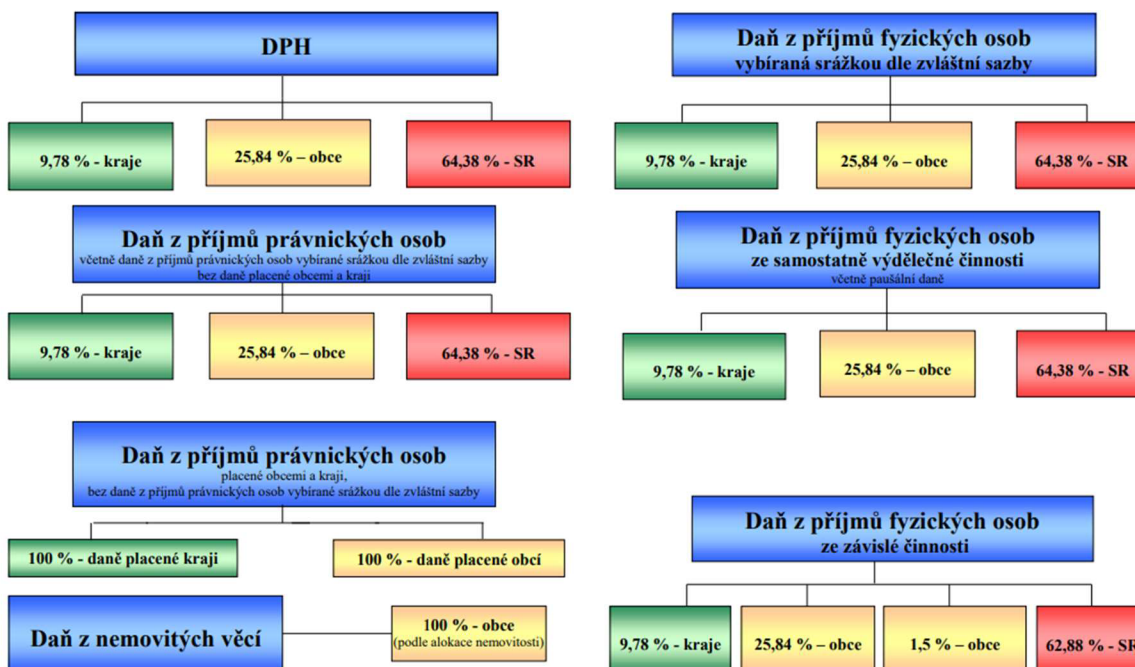 DPH
9,78 % - kraje
25,84 % – obce
64,38 % - SR
Daň z příjmů právnických osob
včetně daně z příjmů právnických osob vybírané srážkou dle zvláštní sazby
bez daně placené obcemi a kraji
9,78 % - kraje
25,84 % – obce
64,38 % - SR
Daň z příjmů právnických osob
placené obcemi a kraji,
bez daně z příjmů právnických osob vybírané srážkou dle zvláštní sazby
100 % - daně placené kraji
100 % - daně placené obcí
Daň z nemovitých věcí
100 % - obce
(podle alokace nemovitosti)
Daň z příjmů fyzických osob
vybíraná srážkou dle zvláštní sazby
9,78 % - kraje
25,84 % – obce
64,38 % - SR
Daň z příjmů fyzických osob
ze samostatně výdělečné činnosti
včetně paušální daně
9,78 % - kraje
25,84 % – obce
64,38 % - SR
Daň z příjmů fyzických osob
ze závislé činnosti
9,78 % - kraje
25,84 % – obce
1,5 % – obce
62,88 % - SR